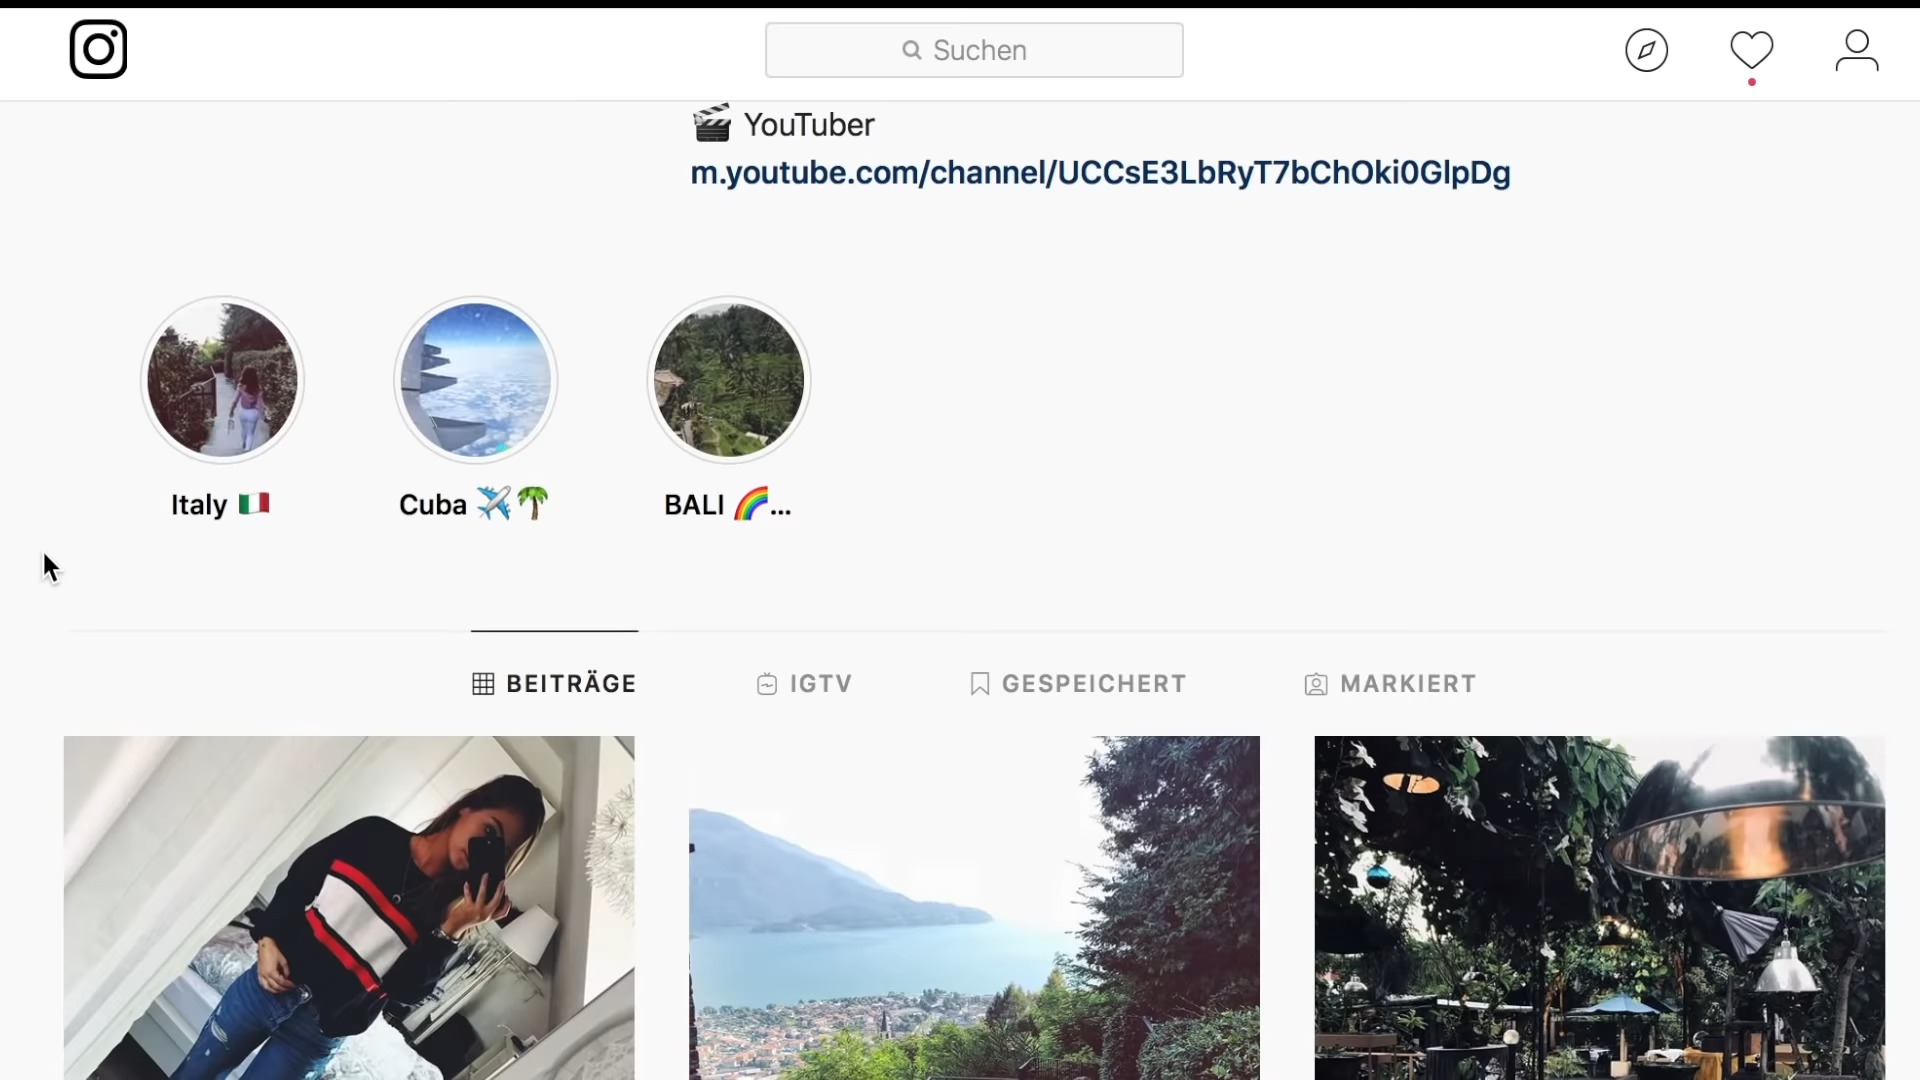 Suchen
YouTuber
m.youtube.com/channel/UCCsE3LbRyT7bChOki0GlpDg
Italy
Cuba
BALI ...
BEITRÄGE
IGTV
GESPEICHERT
MARKIERT